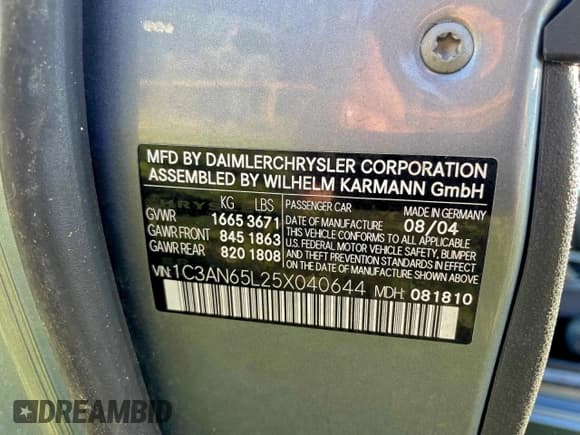 MFD BY DAIMLERCHRYSLER CORPORATION
ASSEMBLED BY WILHELM KARMANN GmbH
KG LBS
GVWR 1665 3671
GAWR FRONT 845 1863
GAWR REAR 820 1808
PASSENGER CAR MADE IN GERMANY
DATE OF MANUFACTURE 08/04
THIS VEHICLE CONFORMS TO ALL APPLICABLE
U.S. FEDERAL MOTOR VEHICLE SAFETY, BUMPER
AND THEFT PREVENTION STANDARDS IN EFFECT
ON THE DATE OF MANUFACTURE SHOWN ABOVE.
VIN: 1C3AN65L25X040644 MDH: 081810
DREAMBID